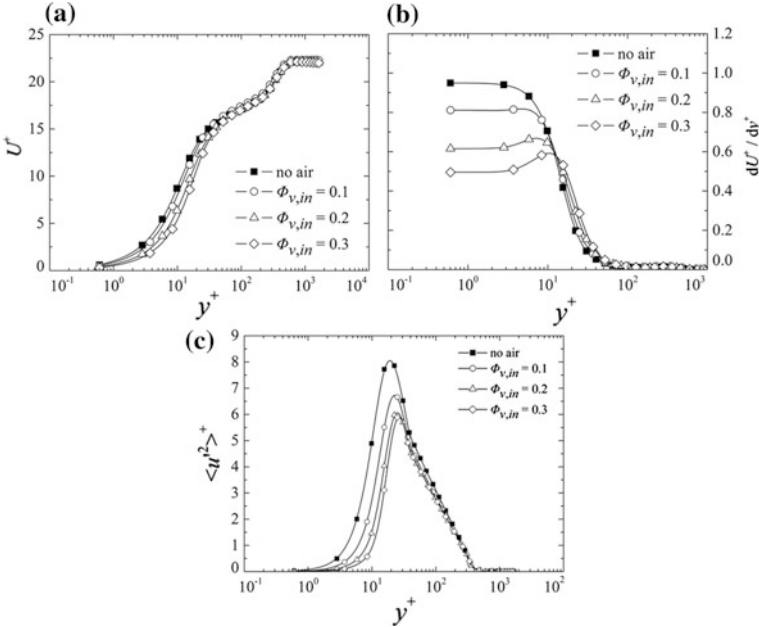 (a)
25
20
15
10
5
0
U⁺
no air
Φv,in = 0.1
Φv,in = 0.2
Φv,in = 0.3
10⁻¹ 10⁰ 10¹ 10² 10³ 10⁴
y⁺
(b)
no air
Φv,in = 0.1
Φv,in = 0.2
Φv,in = 0.3
1.2
1.0
0.8
0.6
0.4
0.2
0.0
dU⁺ / dy⁺
10⁻¹ 10⁰ 10¹ 10² 10³
y⁺
(c)
9
8
7
6
5
4
3
2
1
0
<u'²>⁺
no air
Φv,in = 0.1
Φv,in = 0.2
Φv,in = 0.3
10⁻¹ 10⁰ 10¹ 10² 10³ 10²
y⁺